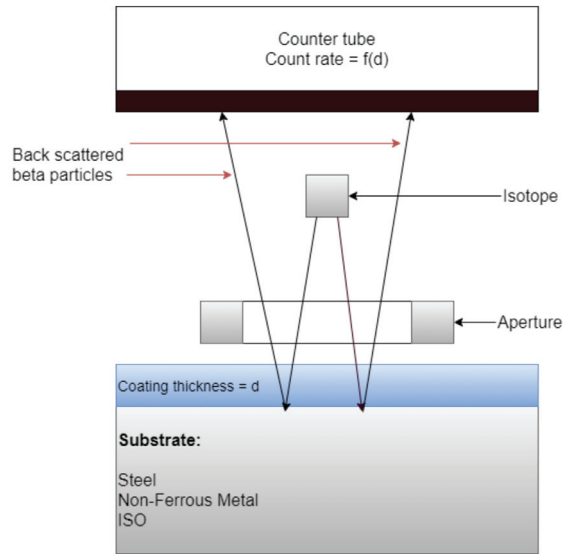 Counter tube
Count rate = f(d)
Back scattered
beta particles
Isotope
Aperture
Coating thickness = d
Substrate:
Steel
Non-Ferrous Metal
ISO